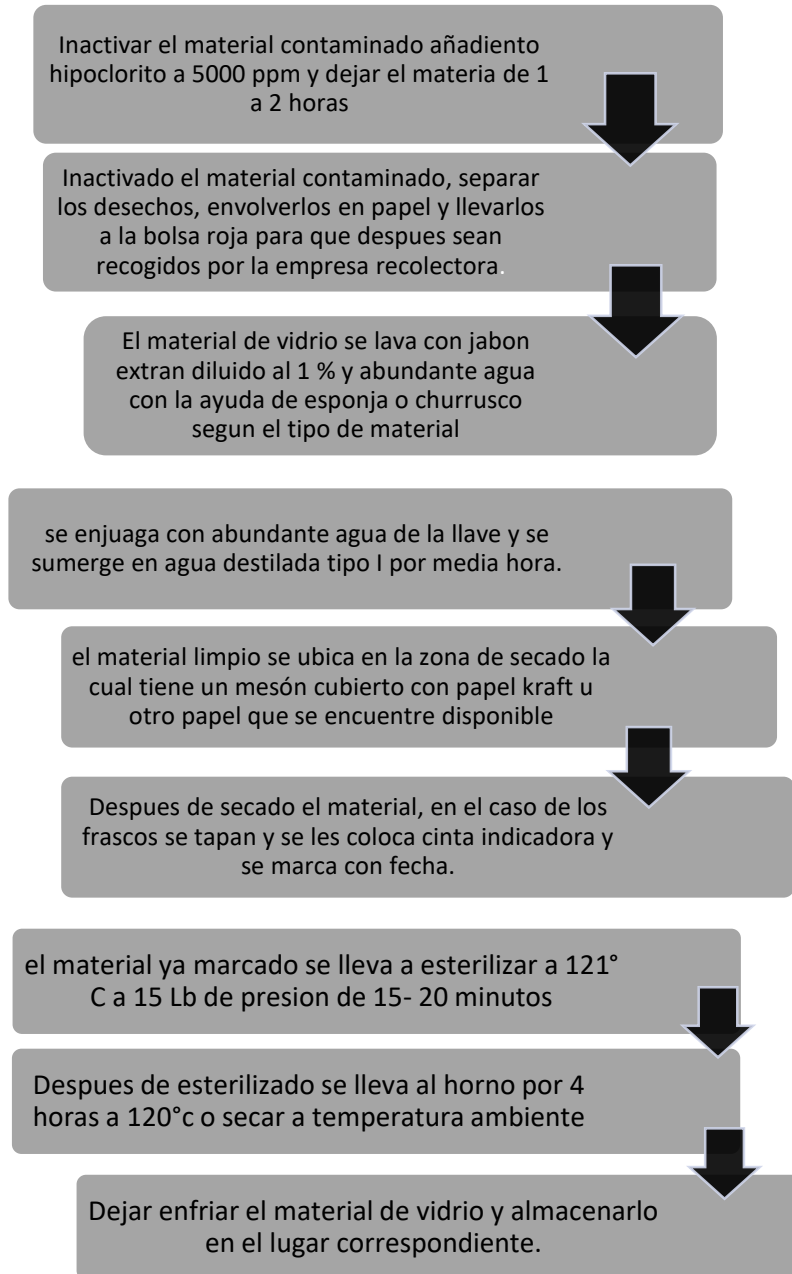 Inactivar el material contaminado añadiento
hipoclorito a 5000 ppm y dejar el materia de 1
a 2 horas
Inactivado el material contaminado, separar
los desechos, envolverlos en papel y llevarlos
a la bolsa roja para que despues sean
recogidos por la empresa recolectora.
El material de vidrio se lava con jabon
extran diluido al 1 % y abundante agua
con la ayuda de esponja o churrusco
segun el tipo de material
se enjuaga con abundante agua de la llave y se
sumerge en agua destilada tipo I por media hora.
el material limpio se ubica en la zona de secado la
cual tiene un mesón cubierto con papel kraft u
otro papel que se encuentre disponible
Despues de secado el material, en el caso de los
frascos se tapan y se les coloca cinta indicadora y
se marca con fecha.
el material ya marcado se lleva a esterilizar a 121°
C a 15 Lb de presion de 15- 20 minutos
Despues de esterilizado se lleva al horno por 4
horas a 120°c o secar a temperatura ambiente
Dejar enfriar el material de vidrio y almacenarlo
en el lugar correspondiente.